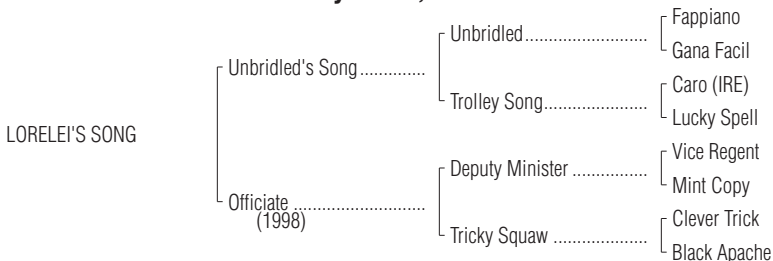 Unbridled
Fappiano
Gana Facil
Unbridled's Song
Trolley Song
Caro (IRE)
Lucky Spell
LORELEI'S SONG
Officiate
(1998)
Deputy Minister
Vice Regent
Mint Copy
Tricky Squaw
Clever Trick
Black Apache